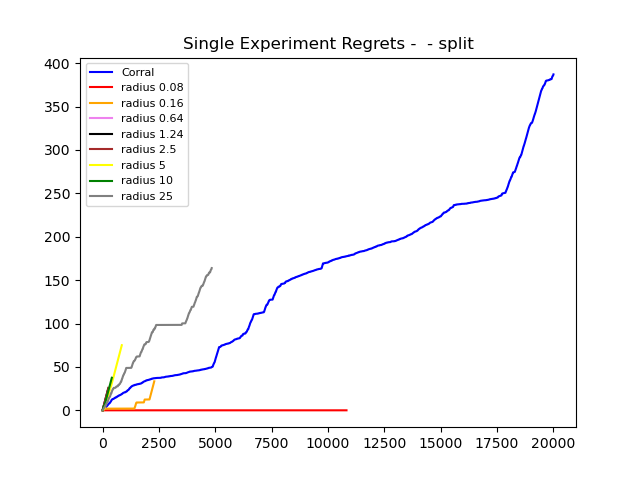 Single Experiment Regrets -  - split
400
350
300
250
200
150
100
50
0
Corral
radius 0.08
radius 0.16
radius 0.64
radius 1.24
radius 2.5
radius 5
radius 10
radius 25
0 2500 5000 7500 10000 12500 15000 17500 20000